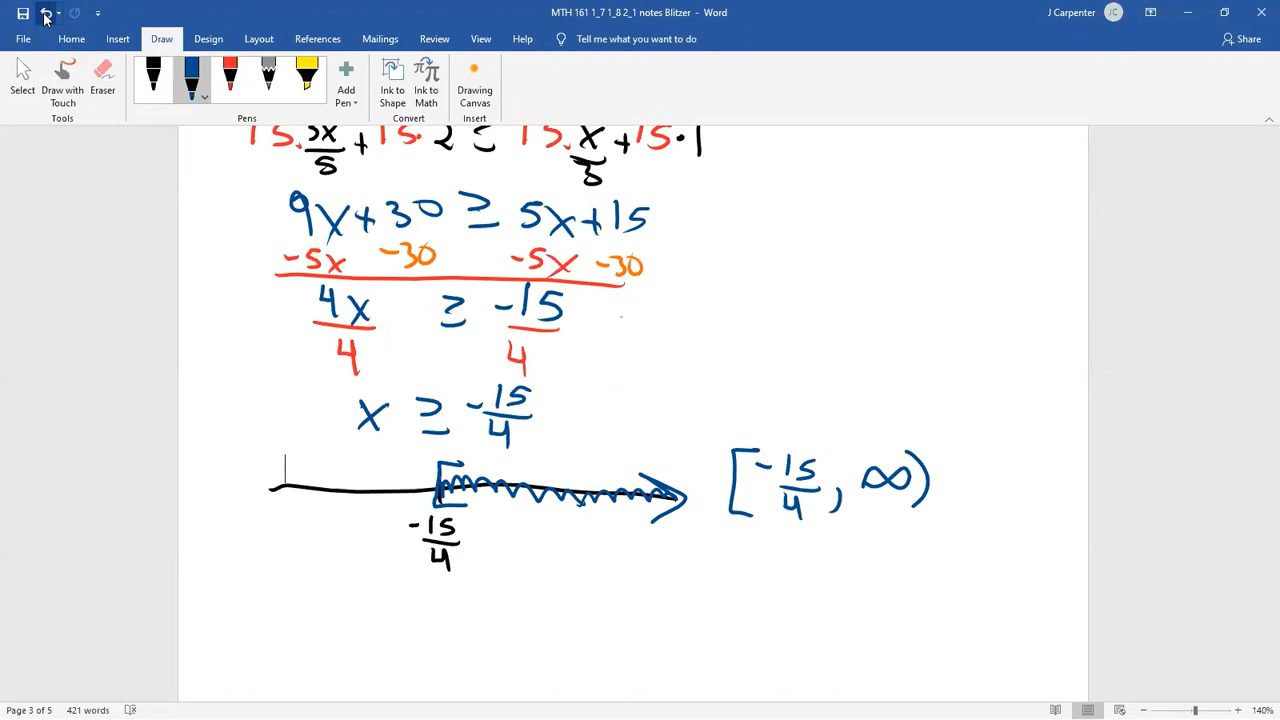 MTH 161 1_7 1_8 2_1 notes Blitzer - Word
J Carpenter JC
File Home Insert Draw Design Layout References Mailings Review View Help Tell me what you want to do Share
Select Draw with Touch Eraser Add Pen Ink to Shape Ink to Math Drawing Canvas
Tools Pens Convert Insert
15·3x/5 + 15·2 ≥ 15·x/3 + 15·1
9x+30 ≥ 5x+15
-5x -30 -5x -30
4x ≥ -15
4 4
x ≥ -15/4
[-15/4, ∞)
-15/4
Page 3 of 5 421 words 140%